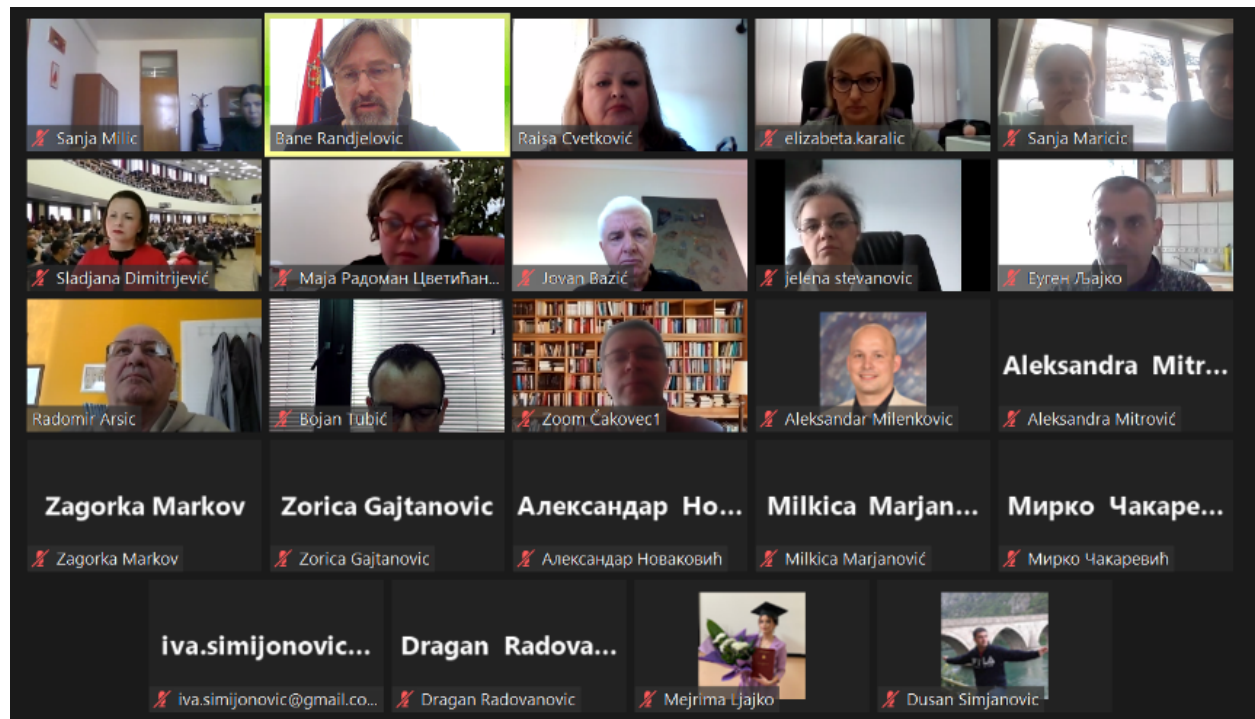 Sanja Milic
Bane Randjelovic
Raisa Cvetković
elizabeta.karalic
Sanja Maricic
Sladjana Dimitrijević
Маја Радоман Цветићан...
Jovan Bazić
jelena stevanovic
Еуген Љајко
Radomir Arsic
Bojan Tubić
Zoom Čakovec1
Aleksandar Milenkovic
Aleksandra Mitr...
Aleksandra Mitrović
Zagorka Markov
Zagorka Markov
Zorica Gajtanovic
Zorica Gajtanovic
Александар Но...
Александар Новаковић
Milkica Marjan...
Milkica Marjanović
Мирко Чакаре...
Мирко Чакаревић
iva.simijonovic...
iva.simijonovic@gmail.co...
Dragan Radova...
Dragan Radovanovic
Mejrima Ljajko
Dusan Simjanovic